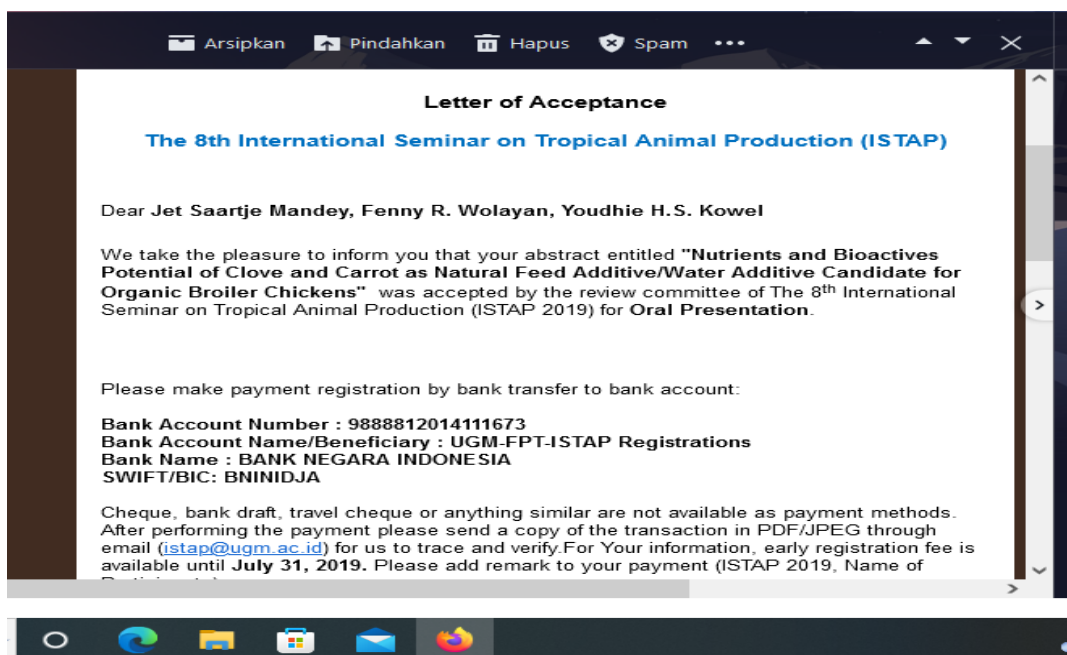 Arsipkan Pindahkan Hapus Spam
Letter of Acceptance
The 8th International Seminar on Tropical Animal Production (ISTAP)
Dear Jet Saartje Mandey, Fenny R. Wolayan, Youdhie H.S. Kowel
We take the pleasure to inform you that your abstract entitled "Nutrients and Bioactives
Potential of Clove and Carrot as Natural Feed Additive/Water Additive Candidate for
Organic Broiler Chickens" was accepted by the review committee of The 8th International
Seminar on Tropical Animal Production (ISTAP 2019) for Oral Presentation.
Please make payment registration by bank transfer to bank account:
Bank Account Number : 9888812014111673
Bank Account Name/Beneficiary : UGM-FPT-ISTAP Registrations
Bank Name : BANK NEGARA INDONESIA
SWIFT/BIC: BNINIDJA
Cheque, bank draft, travel cheque or anything similar are not available as payment methods.
After performing the payment please send a copy of the transaction in PDF/JPEG through
email (istap@ugm.ac.id) for us to trace and verify.For Your information, early registration fee is
available until July 31, 2019. Please add remark to your payment (ISTAP 2019, Name of